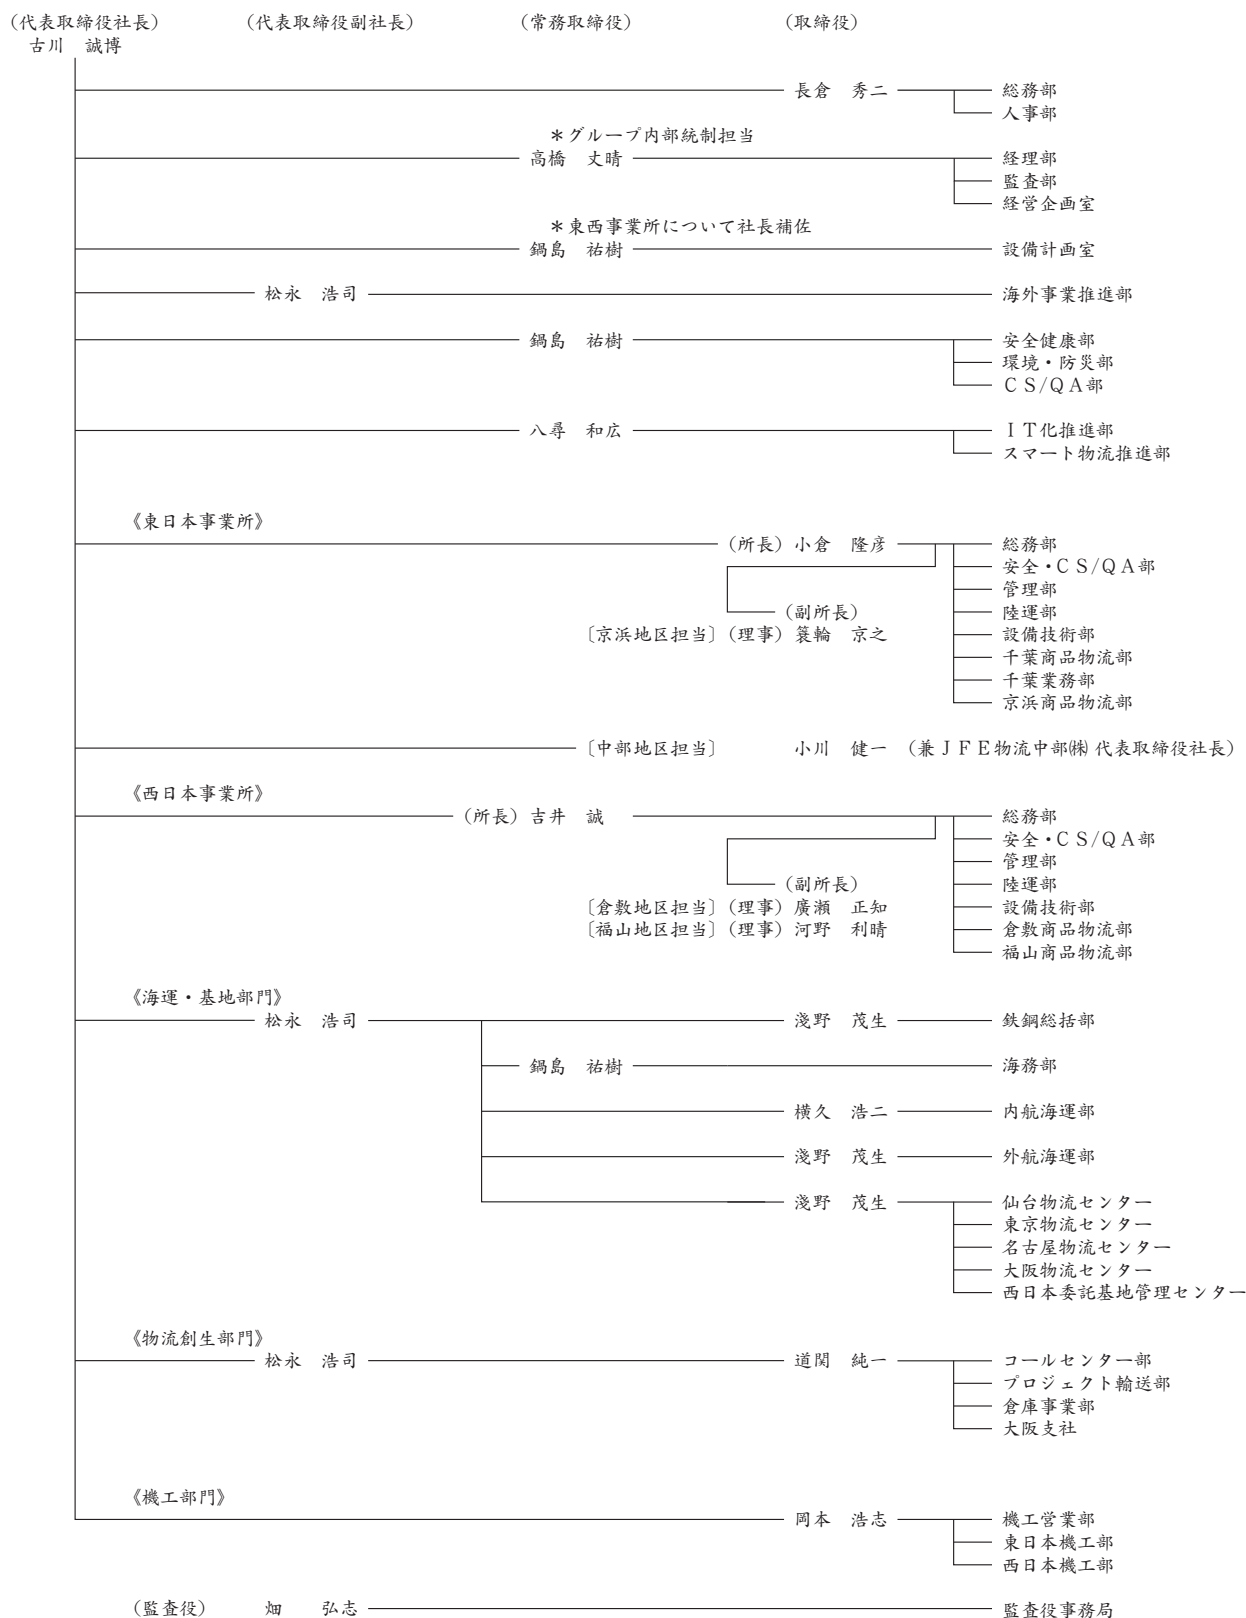 （代表取締役社長） （代表取締役副社長） （常務取締役） （取締役）
古川　誠博
長倉　秀二 総務部
人事部
＊グループ内部統制担当
高橋　丈晴 経理部
監査部
経営企画室
＊東西事業所について社長補佐
鍋島　祐樹 設備計画室
松永　浩司 海外事業推進部
鍋島　祐樹 安全健康部
環境・防災部
ＣＳ/ＱＡ部
八尋　和広 ＩＴ化推進部
スマート物流推進部
《東日本事業所》
（所長）小倉　隆彦 総務部
安全・ＣＳ/ＱＡ部
管理部
（副所長） 陸運部
〔京浜地区担当〕（理事）簑輪　京之 設備技術部
千葉商品物流部
千葉業務部
京浜商品物流部
〔中部地区担当〕 小川　健一 （兼ＪＦＥ物流中部㈱代表取締役社長）
《西日本事業所》
（所長）吉井　誠 総務部
安全・ＣＳ/ＱＡ部
管理部
（副所長） 陸運部
〔倉敷地区担当〕（理事）廣瀬　正知 設備技術部
〔福山地区担当〕（理事）河野　利晴 倉敷商品物流部
福山商品物流部
《海運・基地部門》
松永　浩司 淺野　茂生 鉄鋼総括部
鍋島　祐樹 海務部
横久　浩二 内航海運部
淺野　茂生 外航海運部
淺野　茂生 仙台物流センター
東京物流センター
名古屋物流センター
大阪物流センター
西日本委託基地管理センター
《物流創生部門》
松永　浩司 道関　純一 コールセンター部
プロジェクト輸送部
倉庫事業部
大阪支社
《機工部門》
岡本　浩志 機工営業部
東日本機工部
西日本機工部
（監査役） 畑　弘志 監査役事務局